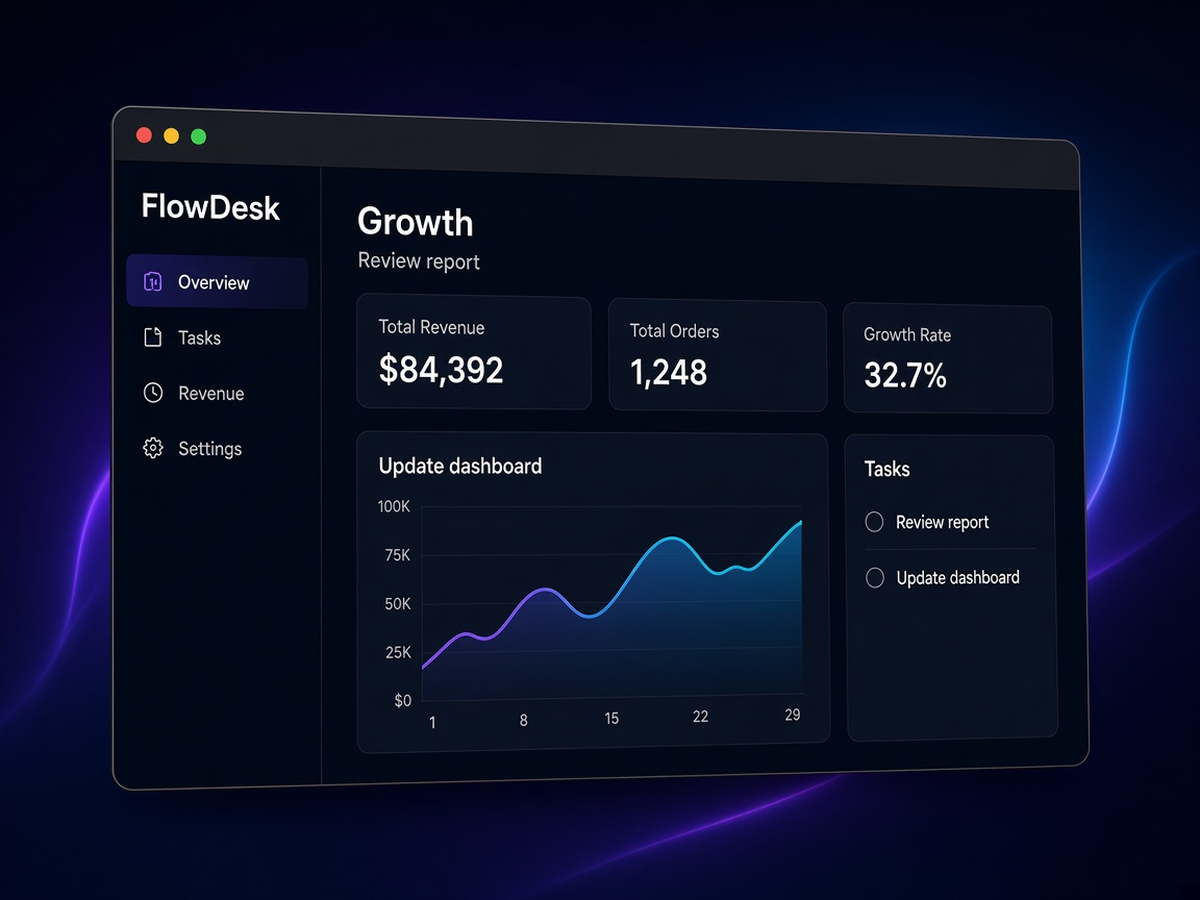 FlowDesk
Overview
Tasks
Revenue
Settings
Growth
Review report
Total Revenue
$84,392
Total Orders
1,248
Growth Rate
32.7%
Update dashboard
100K
75K
50K
25K
$0
1 8 15 22 29
Tasks
Review report
Update dashboard